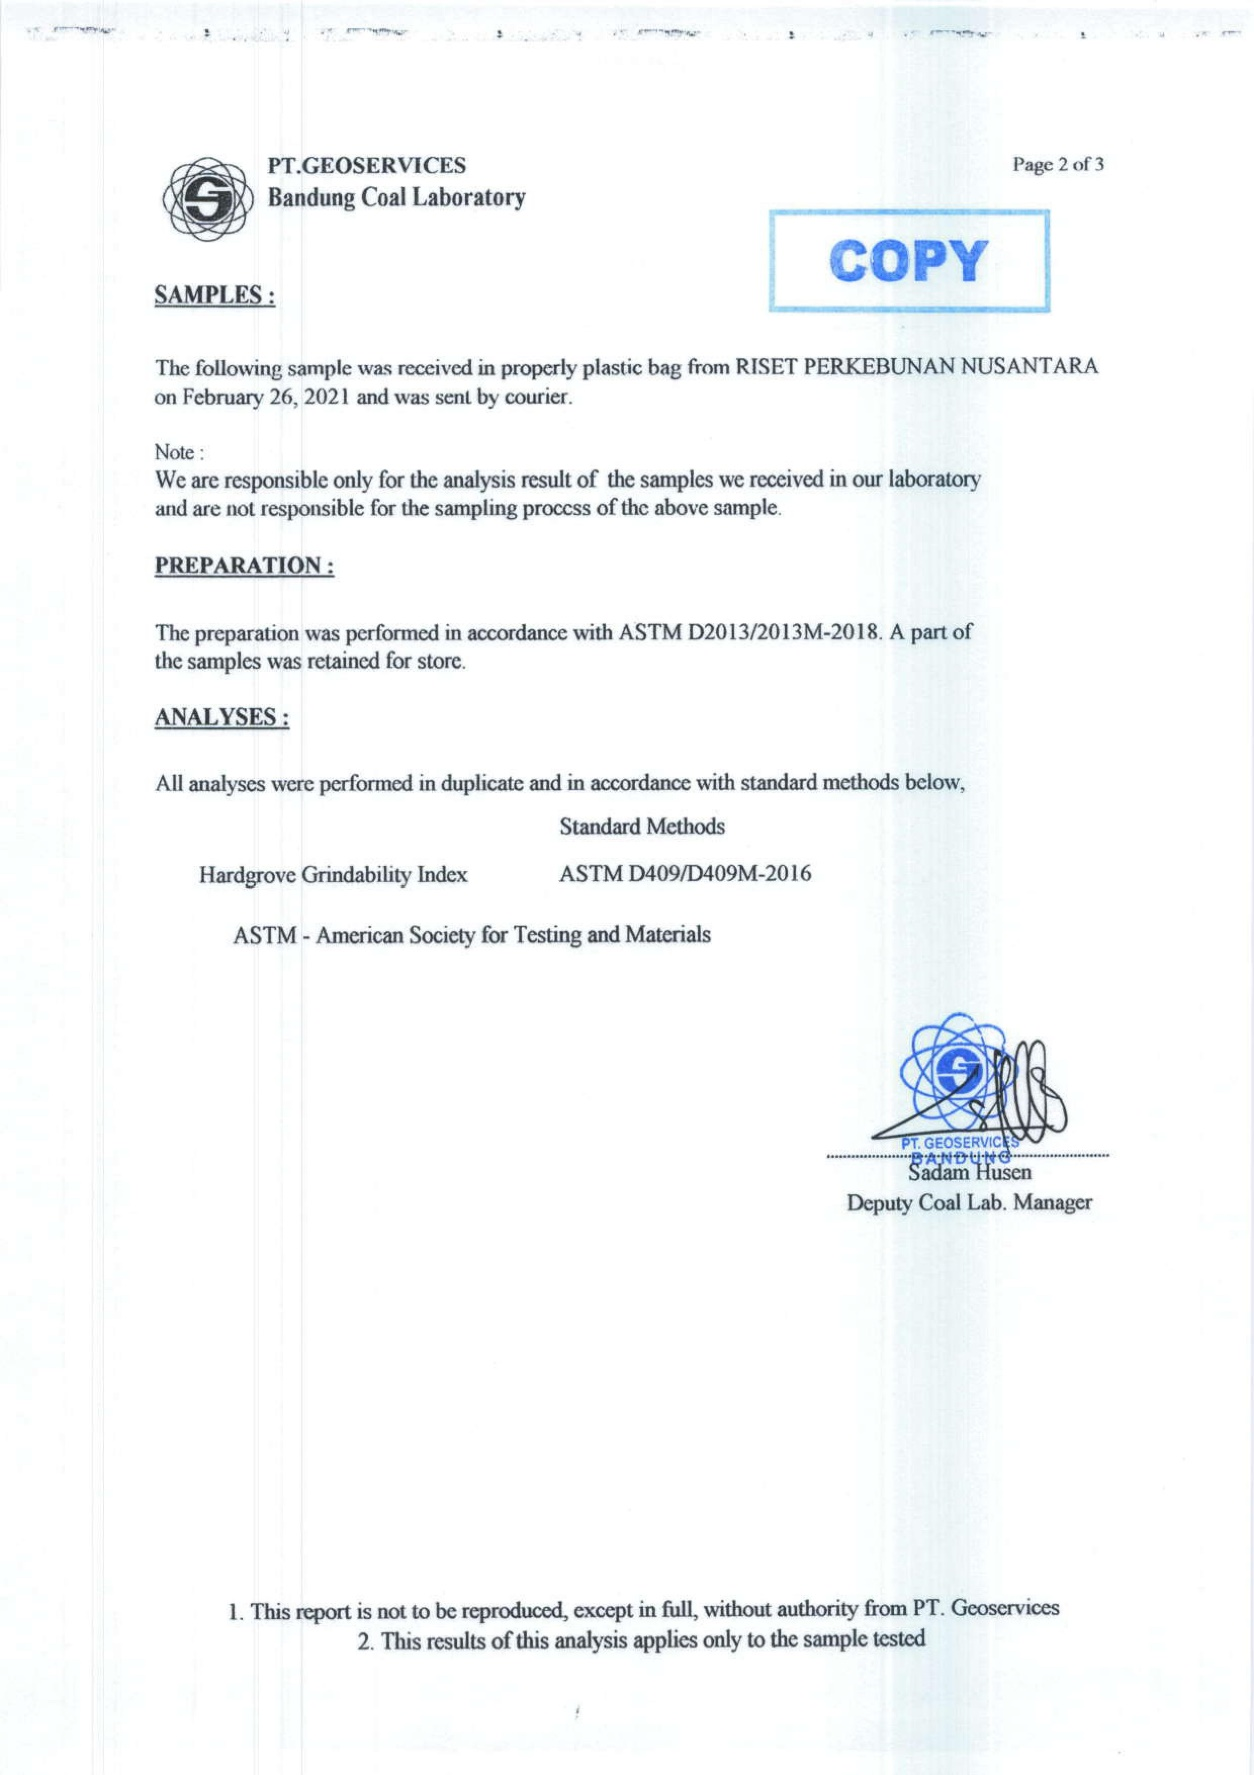 PT.GEOSERVICES
Bandung Coal Laboratory
Page 2 of 3
COPY
SAMPLES :
The following sample was received in properly plastic bag from RISET PERKEBUNAN NUSANTARA
on February 26, 2021 and was sent by courier.
Note :
We are responsible only for the analysis result of the samples we received in our laboratory
and are not responsible for the sampling process of the above sample.
PREPARATION :
The preparation was performed in accordance with ASTM D2013/2013M-2018. A part of
the samples was retained for store.
ANALYSES :
All analyses were performed in duplicate and in accordance with standard methods below,
Standard Methods
Hardgrove Grindability Index ASTM D409/D409M-2016
ASTM - American Society for Testing and Materials
PT. GEOSERVICES
BANDUNG
Sadam Husen
Deputy Coal Lab. Manager
1. This report is not to be reproduced, except in full, without authority from PT. Geoservices
2. This results of this analysis applies only to the sample tested